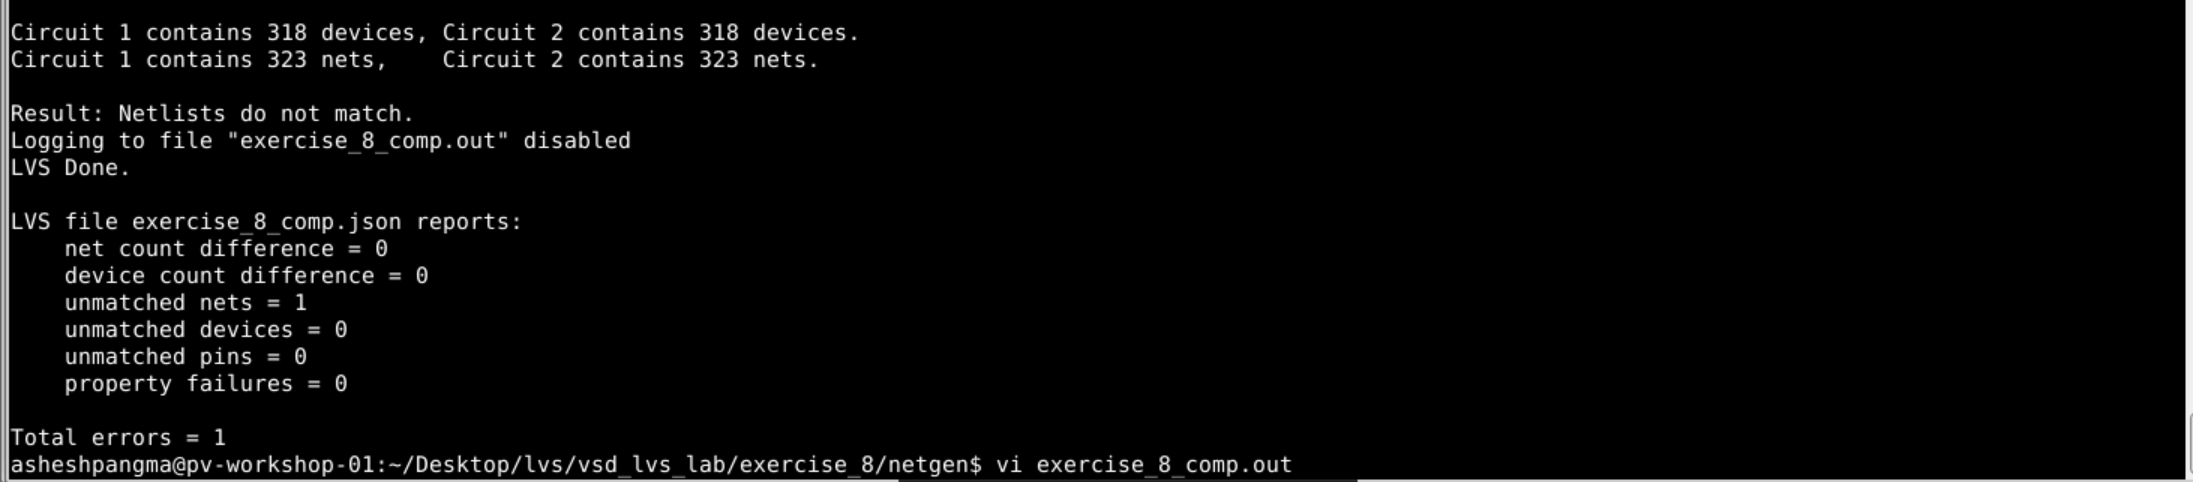 Circuit 1 contains 318 devices, Circuit 2 contains 318 devices.
Circuit 1 contains 323 nets,    Circuit 2 contains 323 nets.
Result: Netlists do not match.
Logging to file "exercise_8_comp.out" disabled
LVS Done.
LVS file exercise_8_comp.json reports:
    net count difference = 0
    device count difference = 0
    unmatched nets = 1
    unmatched devices = 0
    unmatched pins = 0
    property failures = 0
Total errors = 1
asheshpangma@pv-workshop-01:~/Desktop/lvs/vsd_lvs_lab/exercise_8/netgen$ vi exercise_8_comp.out